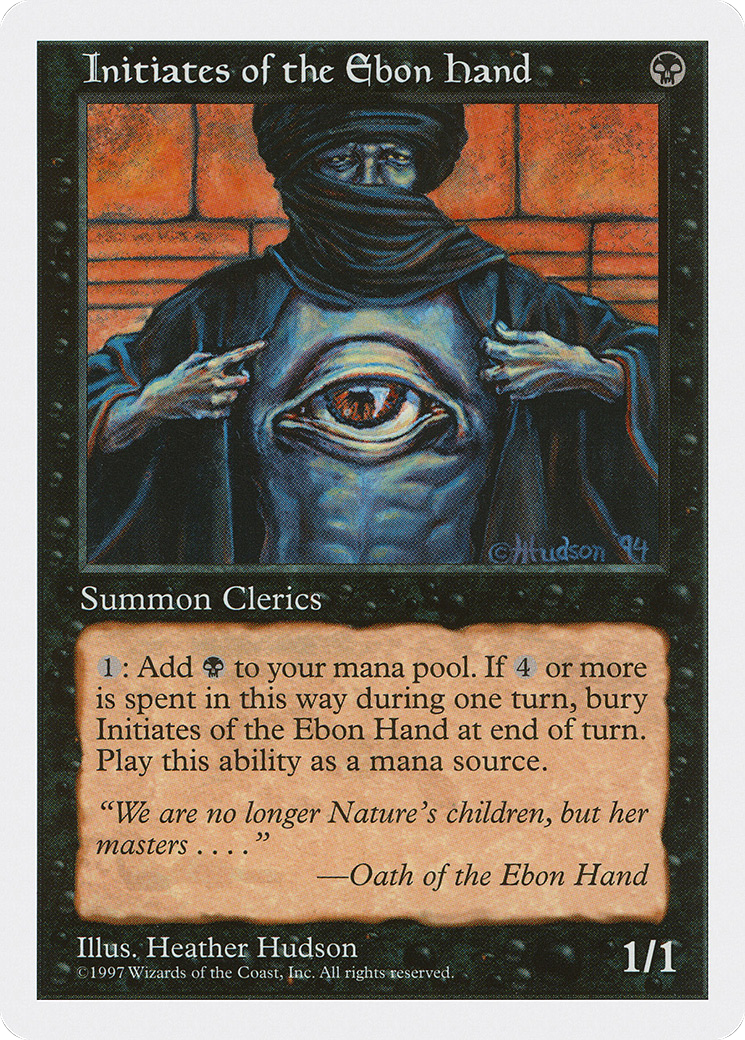 Initiates of the Ebon Hand
©HHudson '94
Summon Clerics
1: Add to your mana pool. If 4 or more
is spent in this way during one turn, bury
Initiates of the Ebon Hand at end of turn.
Play this ability as a mana source.
“We are no longer Nature’s children, but her
masters . . . .”
—Oath of the Ebon Hand
Illus. Heather Hudson
©1997 Wizards of the Coast, Inc. All rights reserved.
1/1